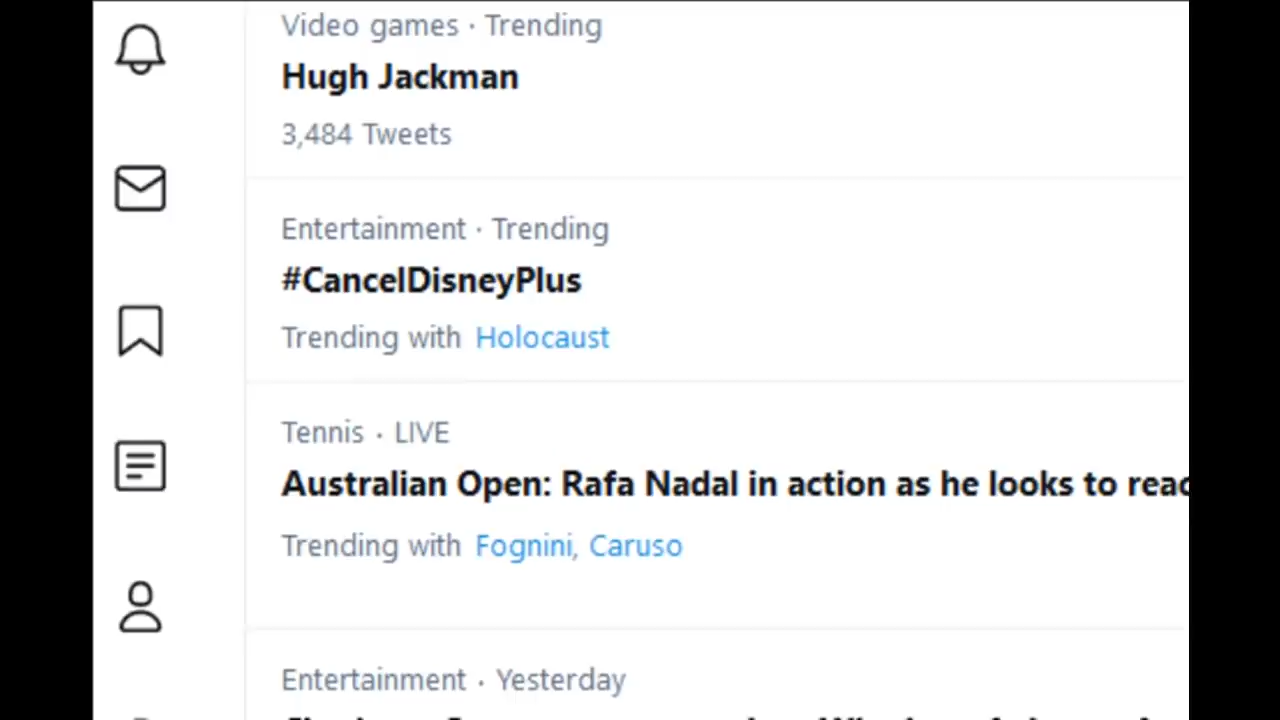 Video games · Trending
Hugh Jackman
3,484 Tweets
Entertainment · Trending
#CancelDisneyPlus
Trending with Holocaust
Tennis · LIVE
Australian Open: Rafa Nadal in action as he looks to
Trending with Fognini, Caruso
Entertainment · Yesterday